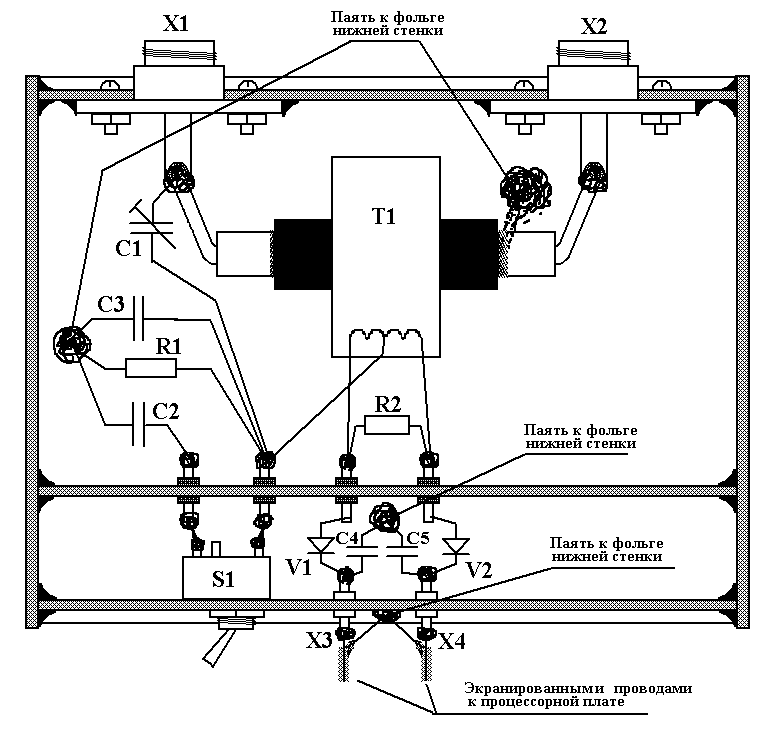 X1
Паять к фольге
нижней стенки
X2
T1
C1
C3
R1
C2
R2
Паять к фольге
нижней стенки
C4
C5
Паять к фольге
нижней стенки
V1
V2
S1
X3
X4
Экранированными проводами
к процессорной плате